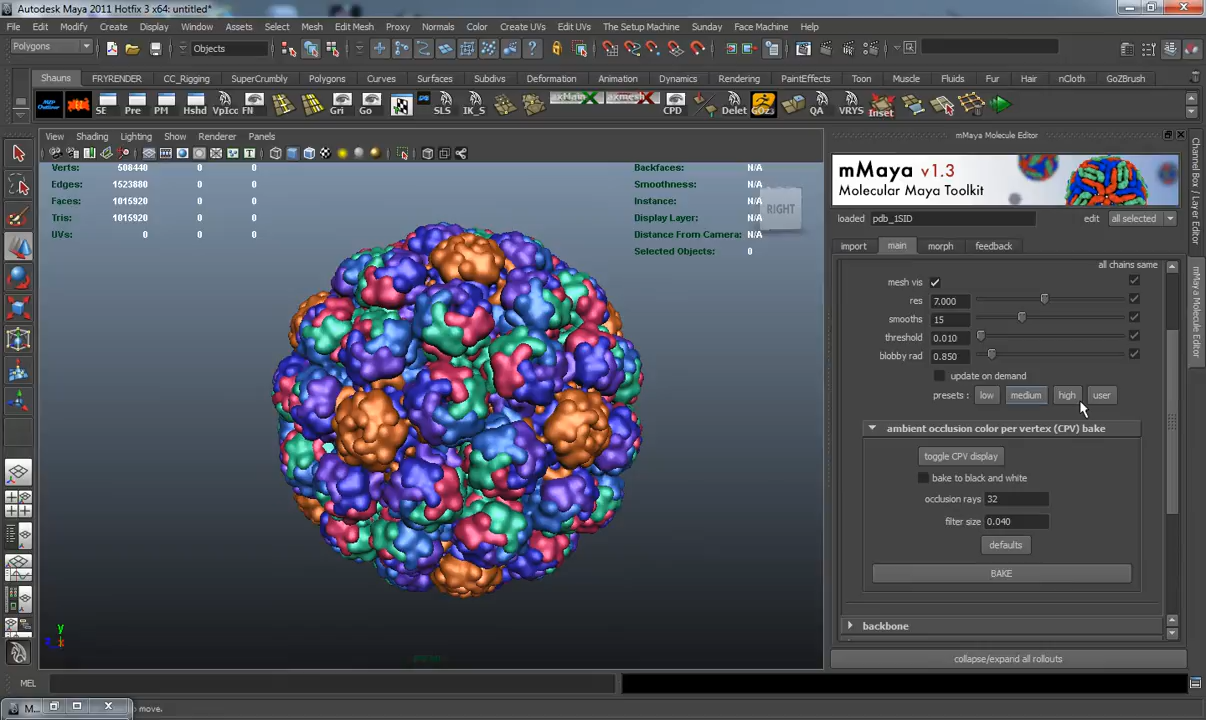 Autodesk Maya 2011 Hotfix 3 x64: untitled*
File Edit Modify Create Display Window Assets Select Mesh Edit Mesh Proxy Normals Color Create UVs Edit UVs The Setup Machine Sunday Face Machine Help
Polygons Objects
Shauns FRYRENDER CC_Rigging SuperCrumbly Polygons Curves Surfaces Subdivs Deformation Animation Dynamics Rendering PaintEffects Toon Muscle Fluids Fur Hair nCloth GoZBrush
SE Pre PM Hshd VpIcc FN Gri Go SLS IK_S axMain axmesh CPD Delet GOZ± QA VRYS Inset
View Shading Lighting Show Renderer Panels
mMaya Molecule Editor
Verts: 508440 0 0
Edges: 1523880 0 0
Faces: 1015920 0 0
Tris: 1015920 0 0
UVs: 0 0 0
Backfaces: N/A
Smoothness: N/A
Instance: N/A
Display Layer: N/A
Distance From Camera: N/A
Selected Objects: 0
RIGHT
mMaya v1.3
Molecular Maya Toolkit
loaded pdb_1SID edit all selected
import main morph feedback
all chains same
mesh vis
res 7.000
smooths 15
threshold 0.010
blobby rad 0.850
update on demand
presets : low medium high user
ambient occlusion color per vertex (CPV) bake
toggle CPV display
bake to black and white
occlusion rays 32
filter size 0.040
defaults
BAKE
backbone
collapse/expand all rollouts
Channel Box / Layer Editor
mMaya Molecule Editor
y
MEL
M...
move.